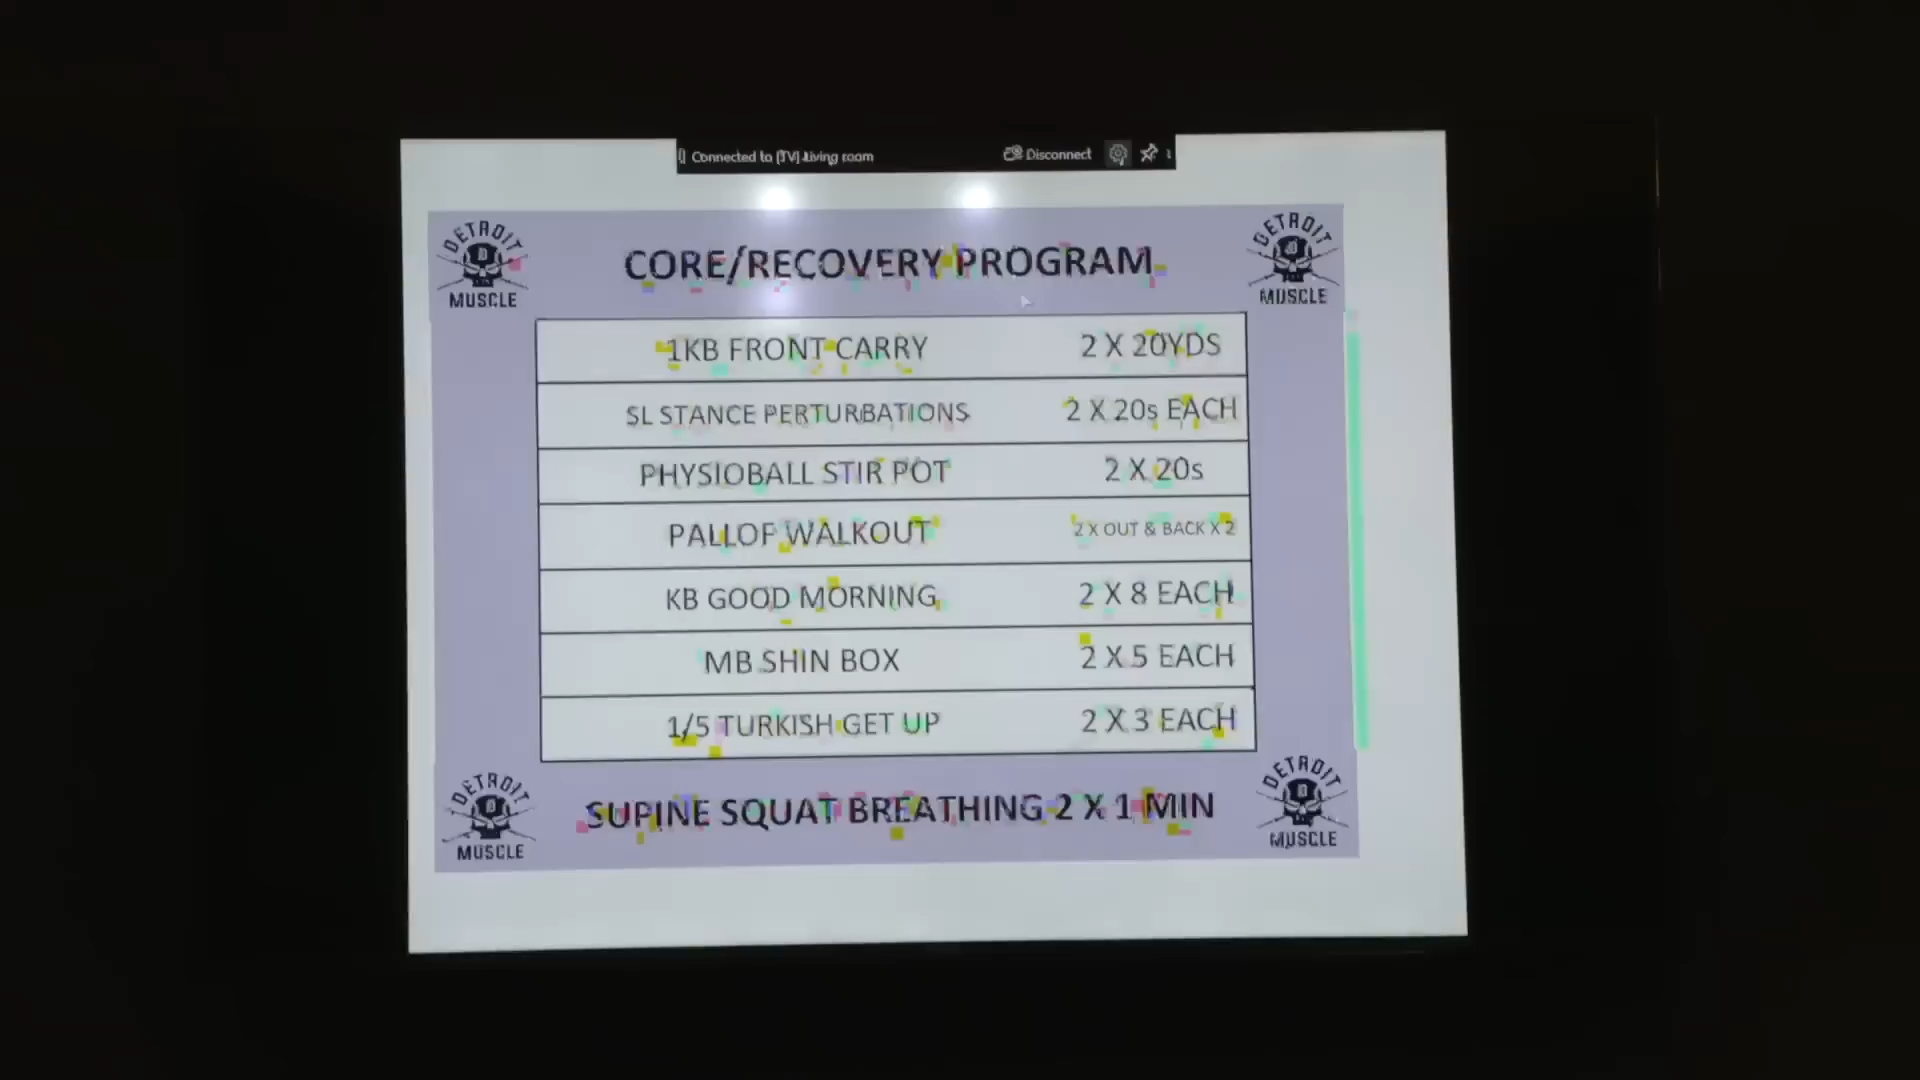 Connected to [TV] Living room Disconnect
DETROIT MUSCLE
CORE/RECOVERY PROGRAM
DETROIT MUSCLE
1KB FRONT CARRY 2 X 20YDS
SL STANCE PERTURBATIONS 2 X 20s EACH
PHYSIOBALL STIR POT 2 X 20s
PALLOF WALKOUT 2 X OUT & BACK X 2
KB GOOD MORNING 2 X 8 EACH
MB SHIN BOX 2 X 5 EACH
1/5 TURKISH GET UP 2 X 3 EACH
DETROIT MUSCLE
SUPINE SQUAT BREATHING 2 X 1 MIN
DETROIT MUSCLE